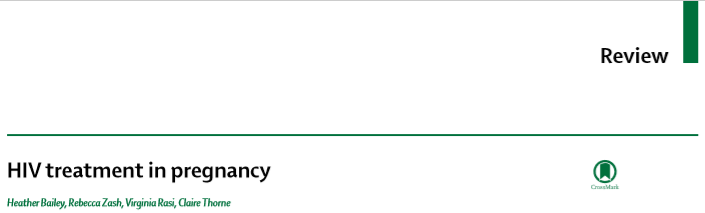 Review
HIV treatment in pregnancy
CrossMark
Heather Bailey, Rebecca Zash, Virginia Rasi, Claire Thorne